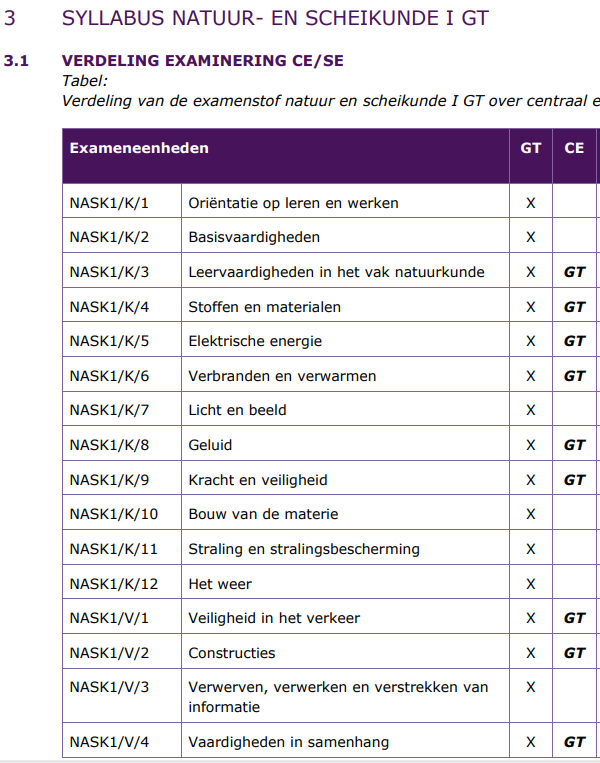 3 SYLLABUS NATUUR- EN SCHEIKUNDE I GT
3.1 VERDELING EXAMINERING CE/SE
Tabel:
Verdeling van de examenstof natuur en scheikunde I GT over centraal e
Exameneenheden GT CE
NASK1/K/1 Oriëntatie op leren en werken X
NASK1/K/2 Basisvaardigheden X
NASK1/K/3 Leervaardigheden in het vak natuurkunde X GT
NASK1/K/4 Stoffen en materialen X GT
NASK1/K/5 Elektrische energie X GT
NASK1/K/6 Verbranden en verwarmen X GT
NASK1/K/7 Licht en beeld X
NASK1/K/8 Geluid X GT
NASK1/K/9 Kracht en veiligheid X GT
NASK1/K/10 Bouw van de materie X
NASK1/K/11 Straling en stralingsbescherming X
NASK1/K/12 Het weer X
NASK1/V/1 Veiligheid in het verkeer X GT
NASK1/V/2 Constructies X GT
NASK1/V/3 Verwerven, verwerken en verstrekken van X
informatie
NASK1/V/4 Vaardigheden in samenhang X GT